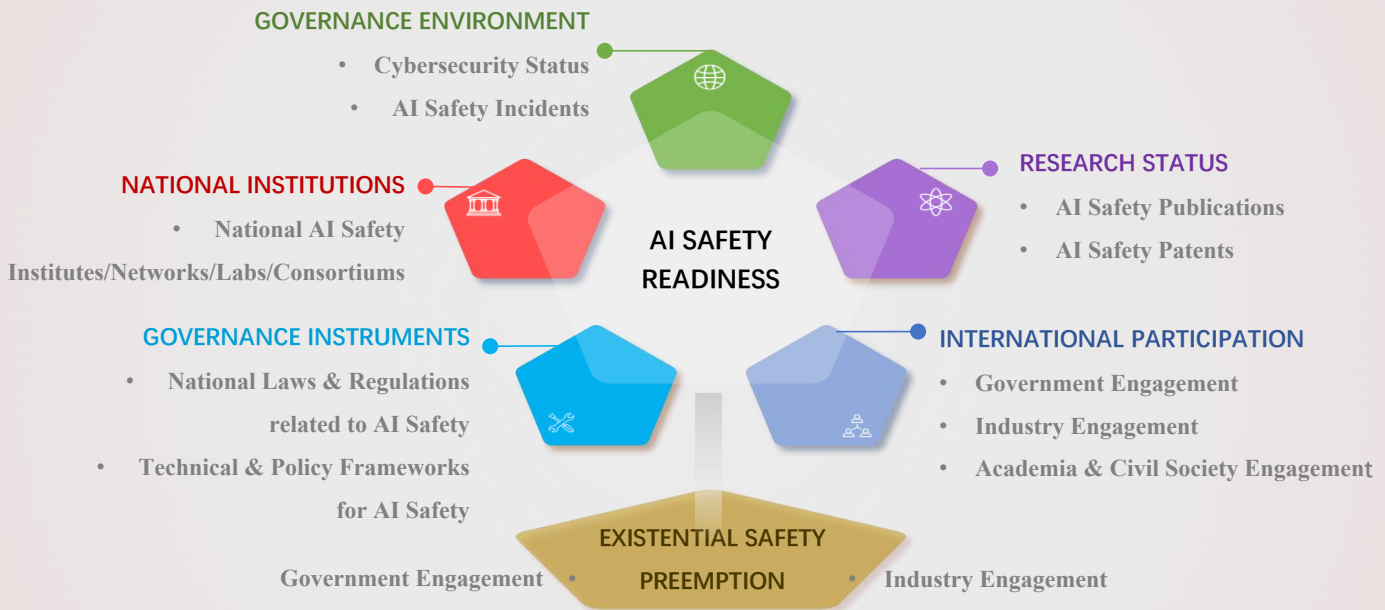 GOVERNANCE ENVIRONMENT
• Cybersecurity Status
• AI Safety Incidents
NATIONAL INSTITUTIONS
• National AI Safety
Institutes/Networks/Labs/Consortiums
RESEARCH STATUS
• AI Safety Publications
• AI Safety Patents
AI SAFETY
READINESS
GOVERNANCE INSTRUMENTS
• National Laws & Regulations
related to AI Safety
• Technical & Policy Frameworks
for AI Safety
INTERNATIONAL PARTICIPATION
• Government Engagement
• Industry Engagement
• Academia & Civil Society Engagement
EXISTENTIAL SAFETY
PREEMPTION
Government Engagement •
• Industry Engagement